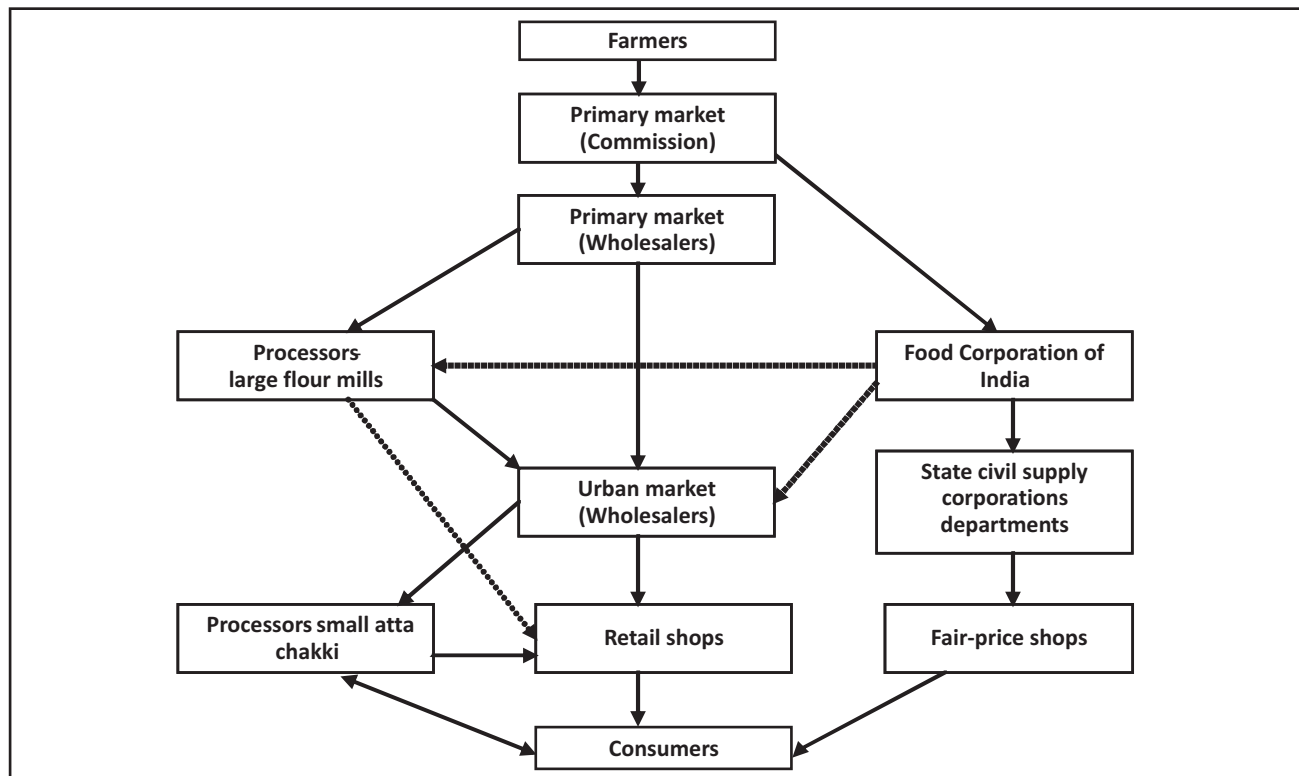 Farmers
Primary market
(Commission)
Primary market
(Wholesalers)
Processors-
large flour mills
Food Corporation of
India
Urban market
(Wholesalers)
State civil supply
corporations
departments
Processors small atta
chakki
Retail shops
Fair-price shops
Consumers